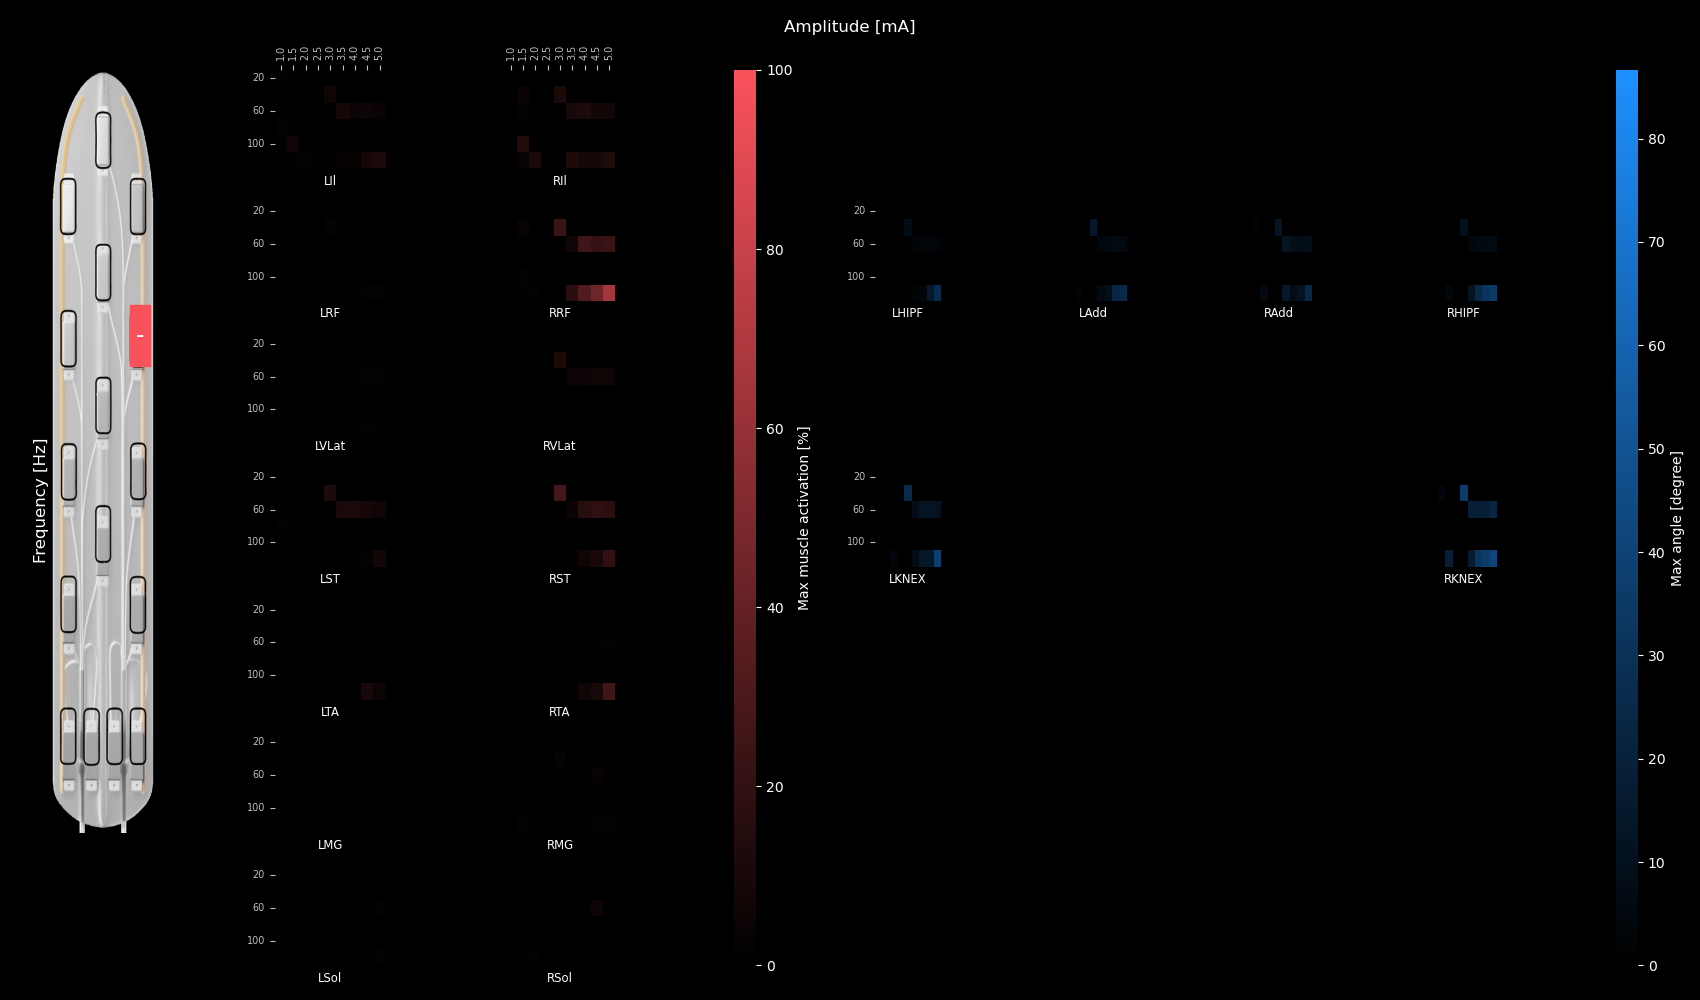 Amplitude [mA]
1.0 1.5 2.0 2.5 3.0 3.5 4.0 4.5 5.0
1.0 1.5 2.0 2.5 3.0 3.5 4.0 4.5 5.0
20
60
100
LIl RIl
20
60
100
LRF RRF
20
60
100
LVLat RVLat
20
60
100
LST RST
20
60
100
LTA RTA
20
60
100
LMG RMG
20
60
100
LSol RSol
Frequency [Hz]
100
80
60
40
20
0
Max muscle activation [%]
20
60
100
LHIPF LAdd RAdd RHIPF
20
60
100
LKNEX RKNEX
80
70
60
50
40
30
20
10
0
Max angle [degree]